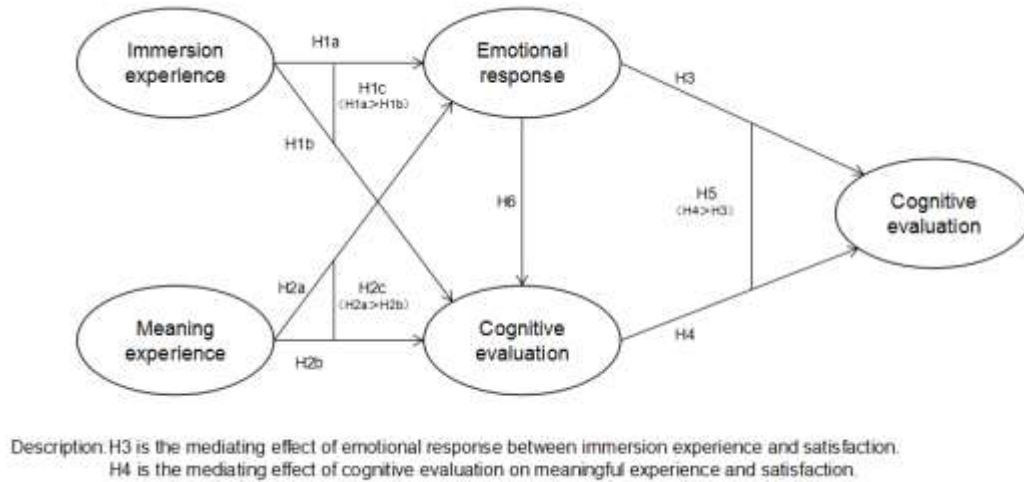 Immersion
experience
H1a
Emotional
response
H1c
(H1a>H1b)
H3
H1b
H6
H5
(H4>H3)
Cognitive
evaluation
H2a
H2c
(H2a>H2b)
Meaning
experience
H2b
Cognitive
evaluation
H4
Description.H3 is the mediating effect of emotional response between immersion experience and satisfaction.
H4 is the mediating effect of cognitive evaluation on meaningful experience and satisfaction.